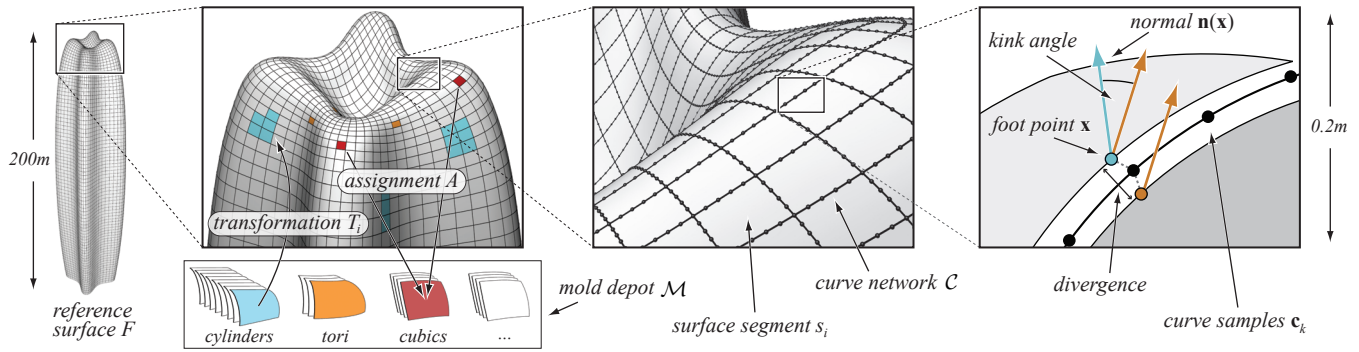 200m
reference
surface F
transformation Tᵢ
assignment A
cylinders
tori
cubics
...
mold depot ℳ
surface segment sᵢ
curve network 𝒞
normal n(x)
kink angle
foot point x
divergence
curve samples cₖ
0.2m